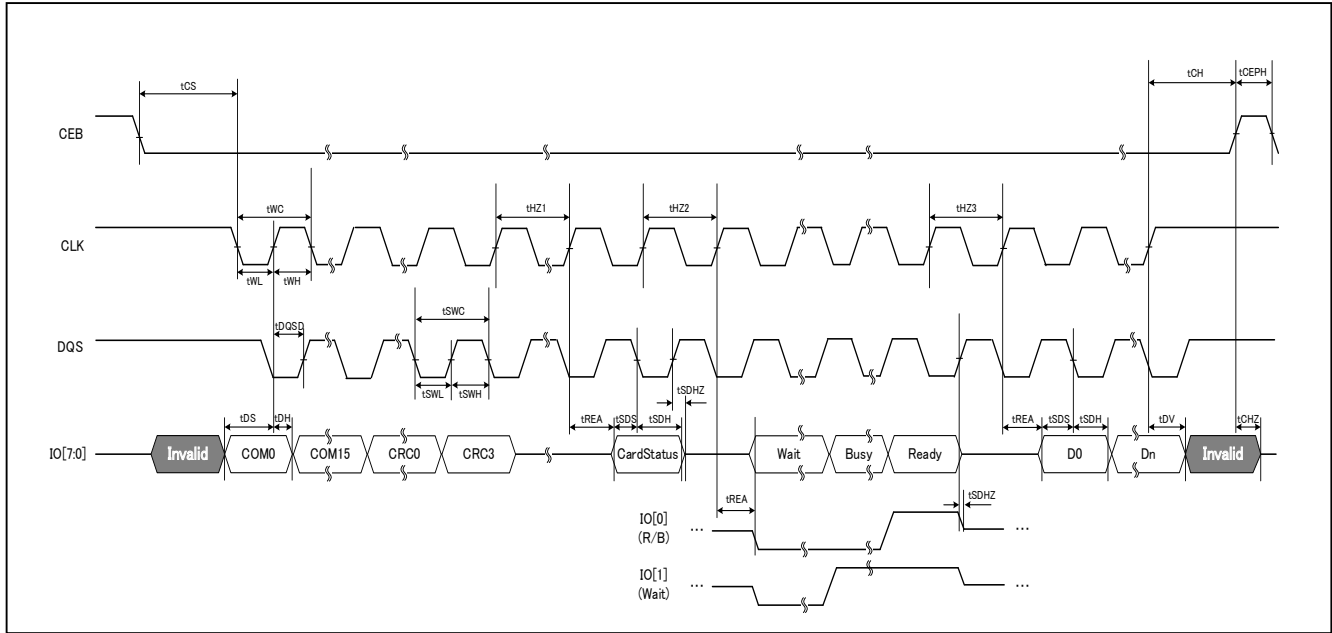 tCS
tCH
tCEPH
CEB
tWC
tHZ1
tHZ2
tHZ3
CLK
tWL
tWH
tSWC
tDQSD
DQS
tSWL
tSWH
tSDHZ
tDS
tDH
tREA
tSDS
tSDH
tREA
tSDS
tSDH
tDV
tCHZ
IO[7:0]
Invalid
COM0
COM15
CRC0
CRC3
CardStatus
Wait
Busy
Ready
D0
Dn
Invalid
tREA
tSDHZ
IO[0]
(R/B)
...
...
IO[1]
(Wait)
...
...